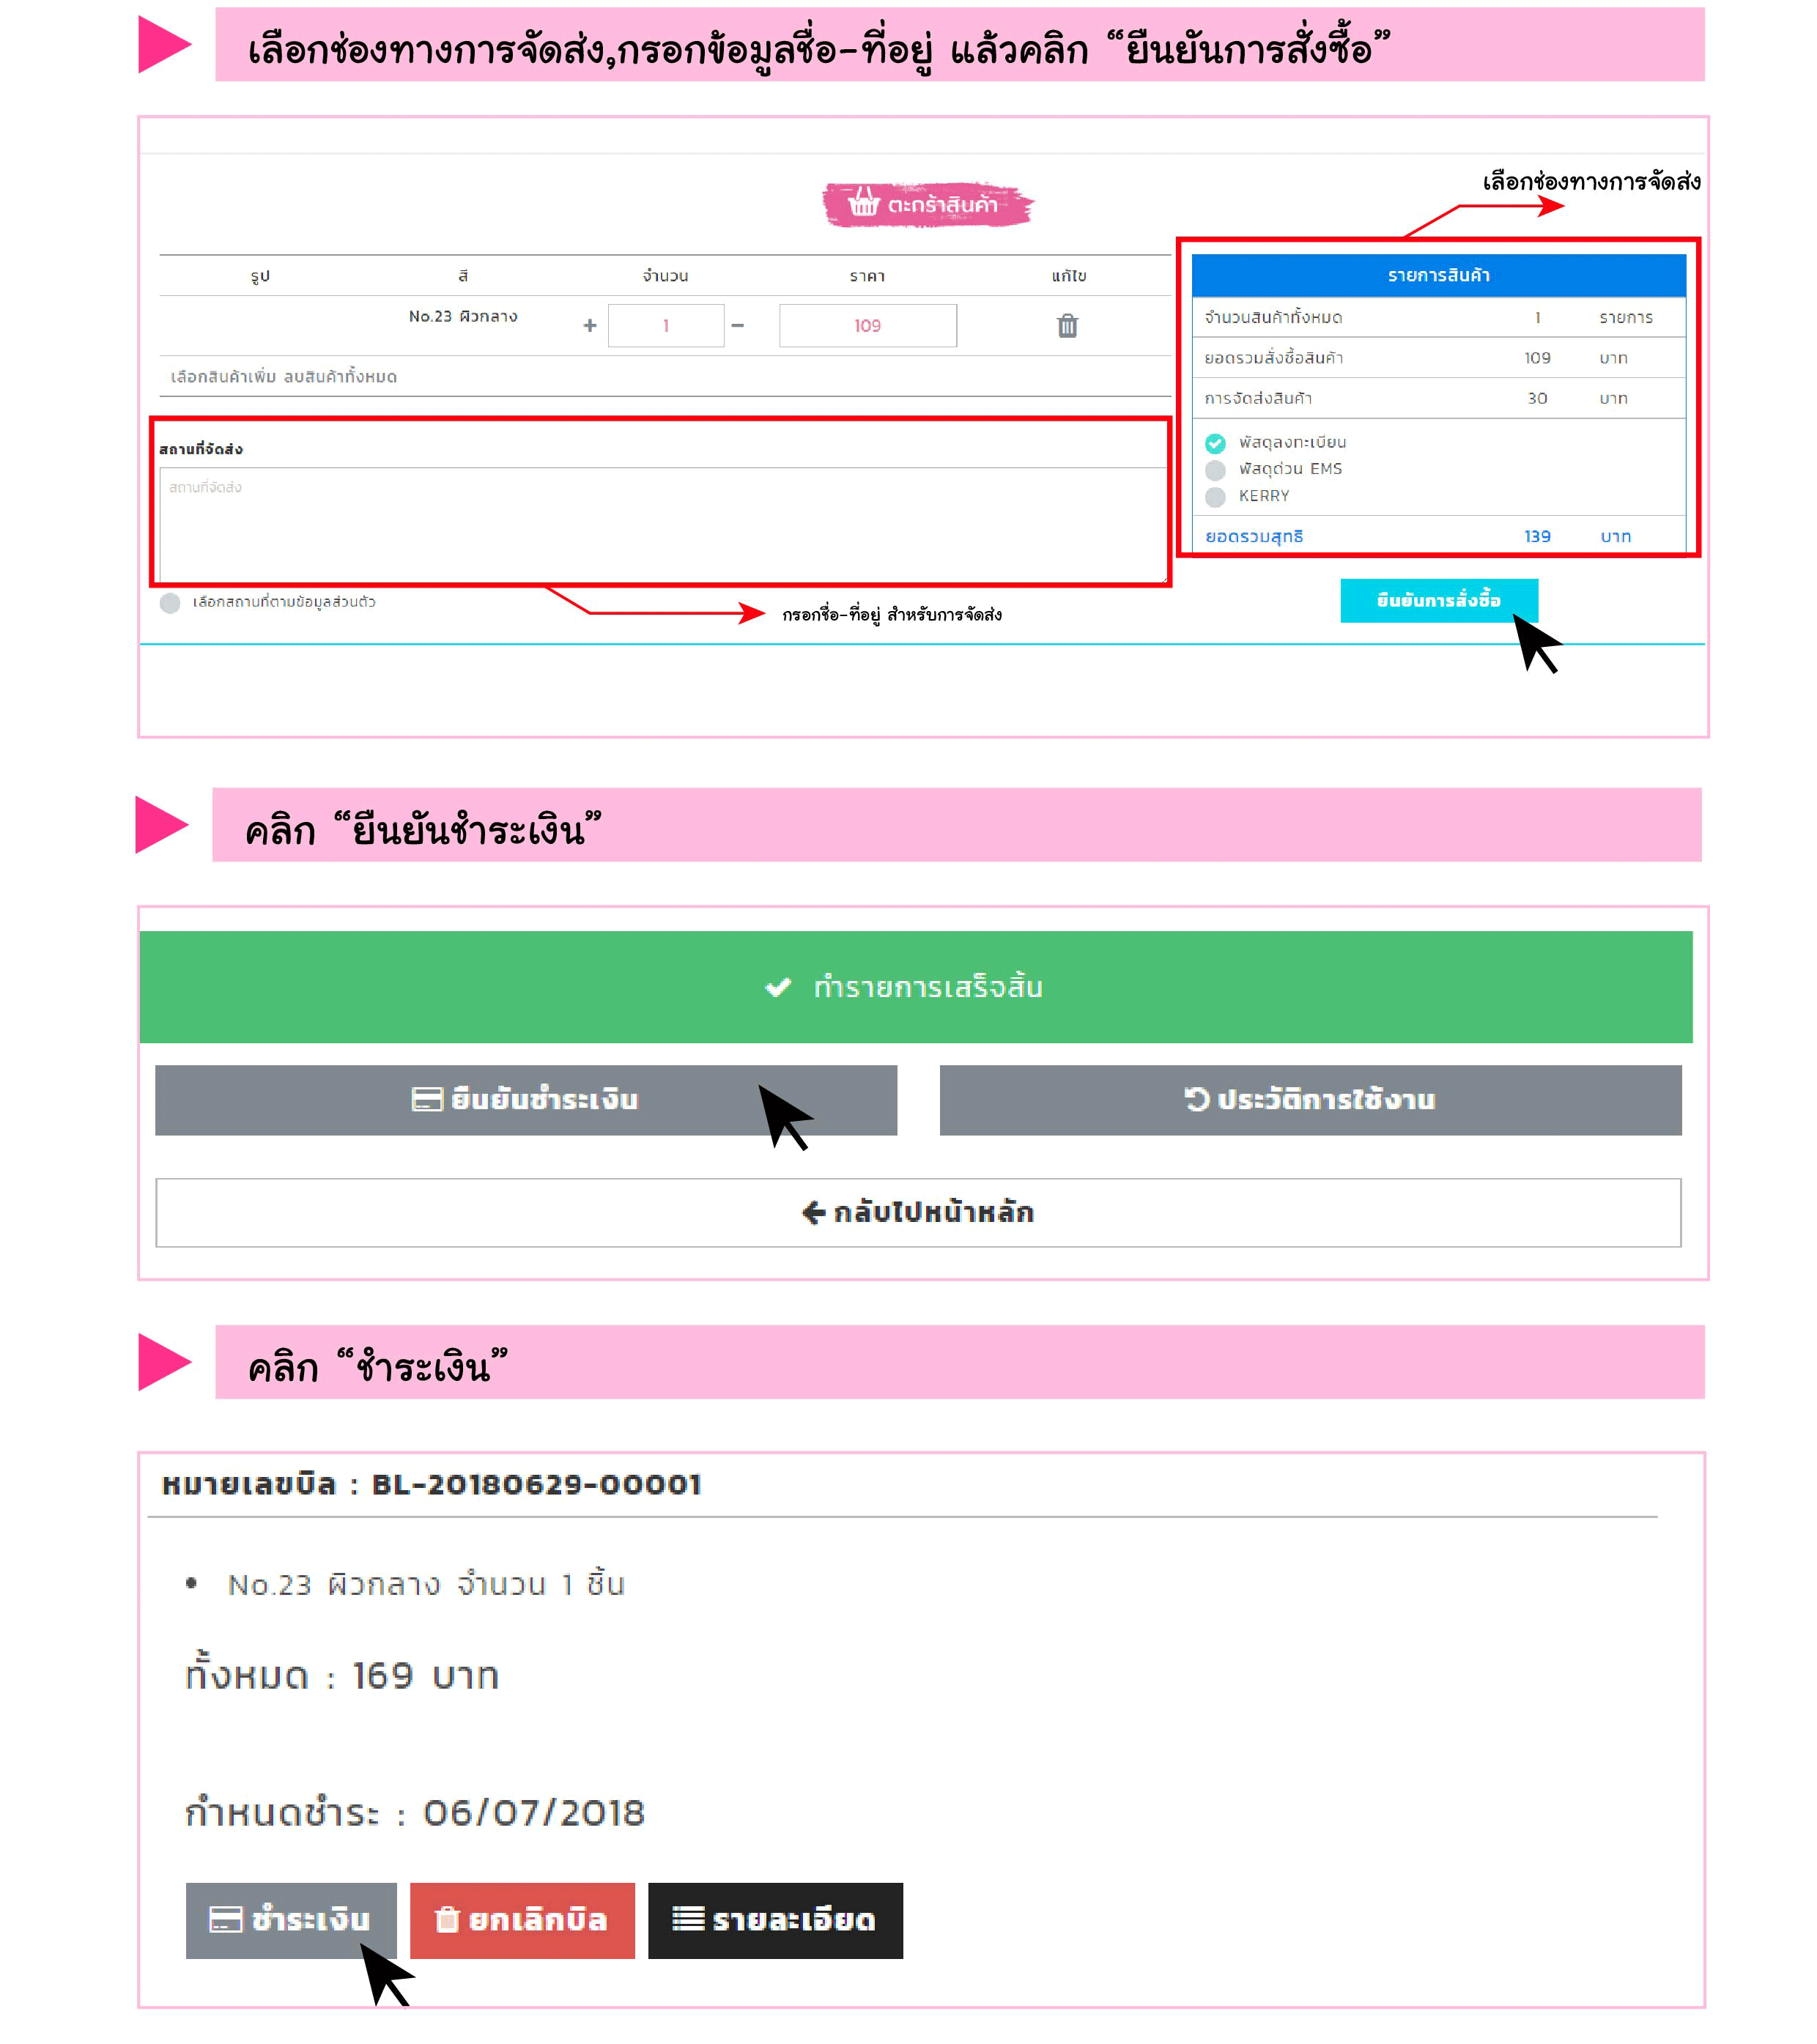 เลือกช่องทางการจัดส่ง,กรอกข้อมูลชื่อ-ที่อยู่ แล้วคลิก “ยืนยันการสั่งซื้อ”
เลือกช่องทางการจัดส่ง
ตะกร้าสินค้า
รูป สี จำนวน ราคา แก้ไข
No.23 ผิวกลาง + 1 - 109
เลือกสินค้าเพิ่ม ลบสินค้าทั้งหมด
สถานที่จัดส่ง
สถานที่จัดส่ง
เลือกสถานที่ตามข้อมูลส่วนตัว
กรอกชื่อ-ที่อยู่ สำหรับการจัดส่ง
รายการสินค้า
จำนวนสินค้าทั้งหมด 1 รายการ
ยอดรวมสั่งซื้อสินค้า 109 บาท
การจัดส่งสินค้า 30 บาท
พัสดุลงทะเบียน
พัสดุด่วน EMS
KERRY
ยอดรวมสุทธิ 139 บาท
ยืนยันการสั่งซื้อ
คลิก “ยืนยันชำระเงิน”
ทำรายการเสร็จสิ้น
ยืนยันชำระเงิน ประวัติการใช้งาน
กลับไปหน้าหลัก
คลิก “ชำระเงิน”
หมายเลขบิล : BL-20180629-00001
• No.23 ผิวกลาง จำนวน 1 ชิ้น
ทั้งหมด : 169 บาท
กำหนดชำระ : 06/07/2018
ชำระเงิน ยกเลิกบิล รายละเอียด